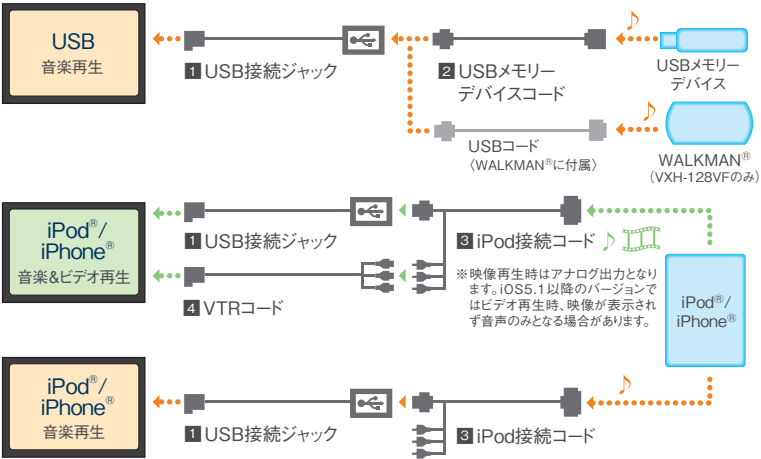 USB
音楽再生
1 USB接続ジャック
2 USBメモリー
デバイスコード
USBメモリー
デバイス
USBコード
〈WALKMAN®に付属〉
WALKMAN®
(VXH-128VFのみ)
iPod®/
iPhone®
音楽&ビデオ再生
1 USB接続ジャック
3 iPod接続コード
4 VTRコード
※映像再生時はアナログ出力となり
ます。iOS5.1以降のバージョンで
はビデオ再生時、映像が表示され
ず音声のみとなる場合があります。
iPod®/
iPhone®
iPod®/
iPhone®
音楽再生
1 USB接続ジャック
3 iPod接続コード